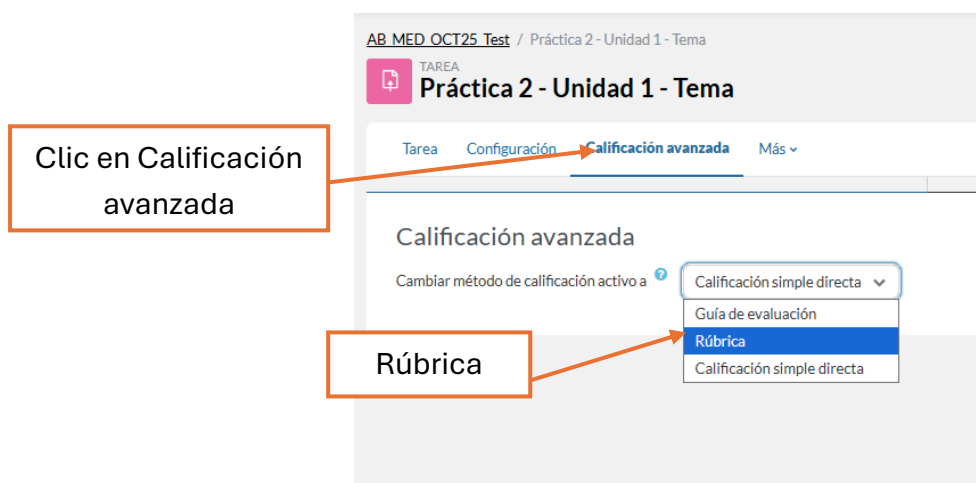 AB_MED_OCT25_Test / Práctica 2 - Unidad 1 - Tema
TAREA
Práctica 2 - Unidad 1 - Tema
Clic en Calificación
avanzada
Tarea Configuración Calificación avanzada Más
Calificación avanzada
Cambiar método de calificación activo a ? Calificación simple directa
Guía de evaluación
Rúbrica
Calificación simple directa
Rúbrica